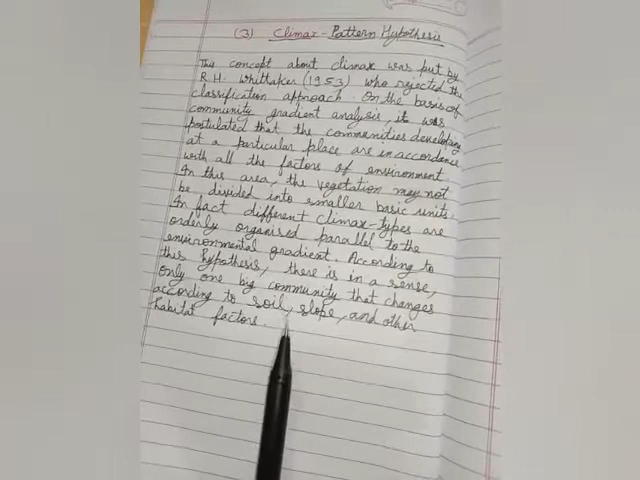 (3) Climax-Pattern Hypothesis
This concept about climax was put by
R.H. Whittaker (1953) who rejected the
classification approach. On the basis of
community gradient analysis, it was
postulated that the communities developing
at a particular place are in accordance
with all the factors of environment
In this area, the vegetation may not
be divided into smaller basic units.
In fact different climax-types are
orderly organised parallel to the
environmental gradient. According to
this hypothesis, there is in a sense,
only one big community that changes
according to soil, slope, and other
habitat factors.